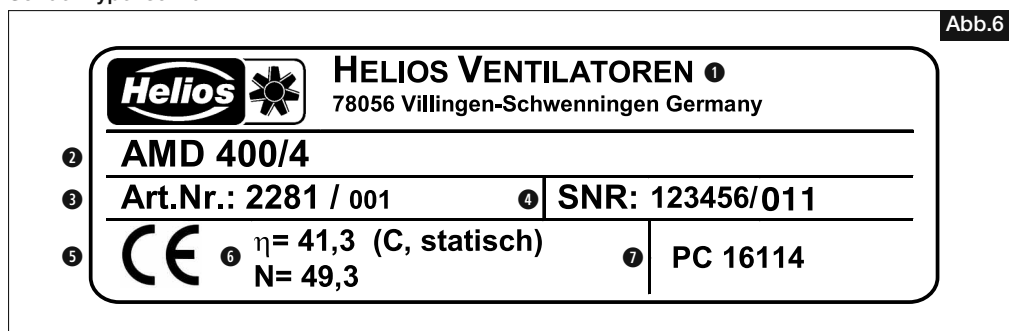 Abb.6
Helios HELIOS VENTILATOREN ❶
78056 Villingen-Schwenningen Germany
❷ AMD 400/4
❸ Art.Nr.: 2281 / 001 ❹ SNR: 123456/011
❺ CE ❻ η= 41,3 (C, statisch) ❼ PC 16114
N= 49,3